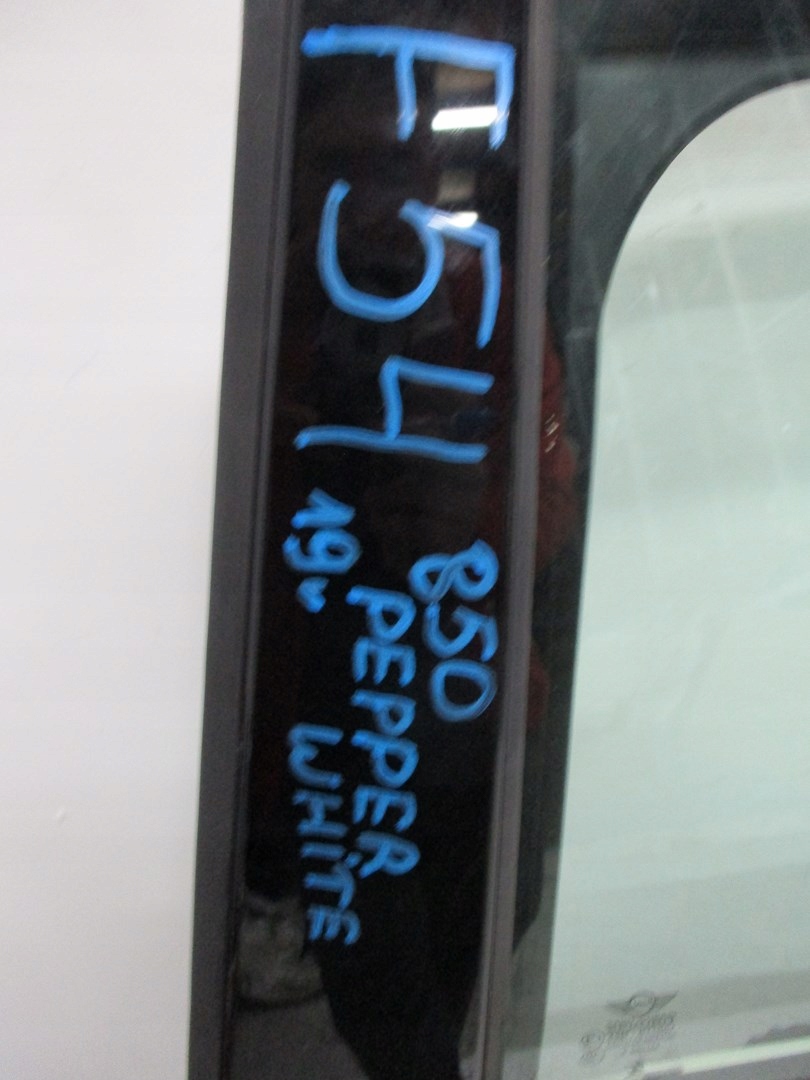 F54
850
PEPPER
19" WHITE